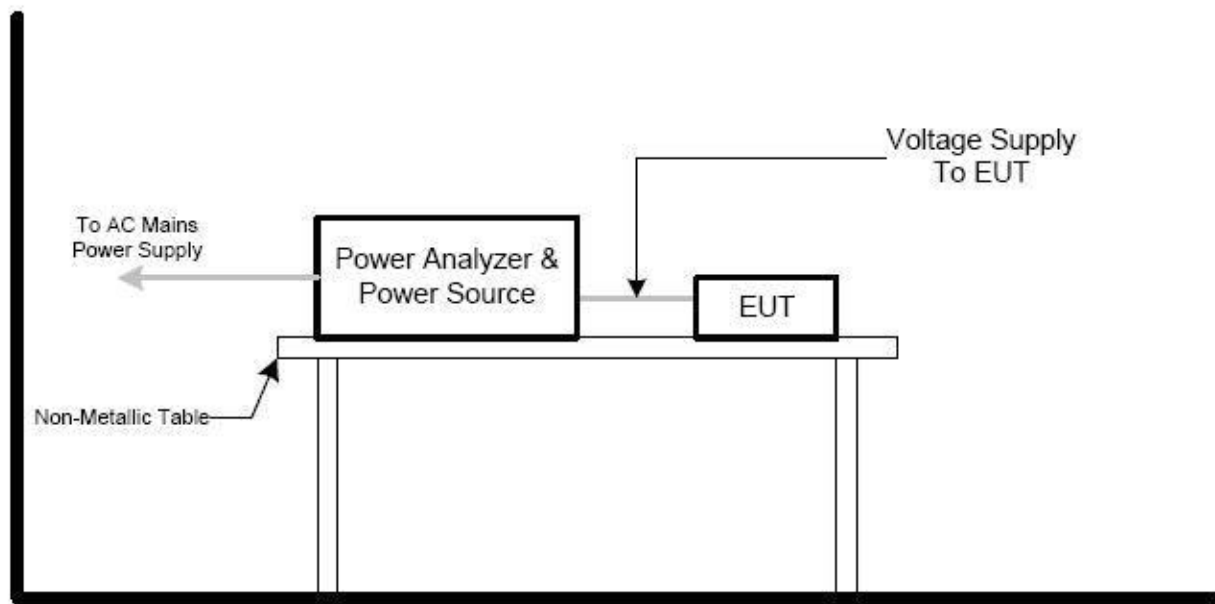 Voltage Supply
To EUT
To AC Mains
Power Supply
Power Analyzer &
Power Source
EUT
Non-Metallic Table